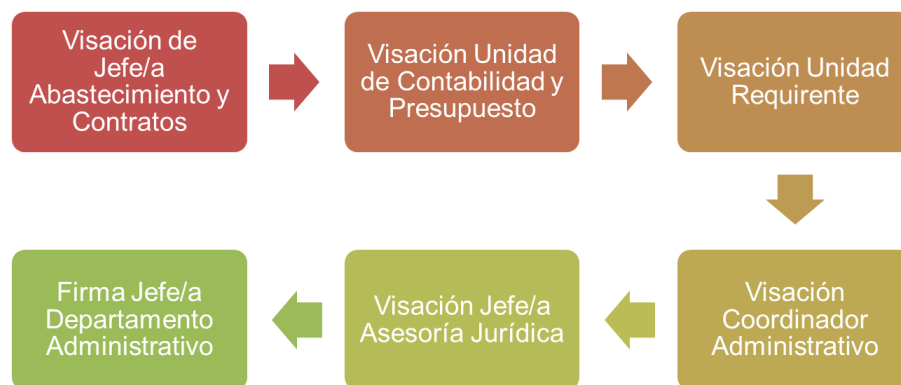 Visación de
Jefe/a
Abastecimiento y
Contratos
Visación Unidad
de Contabilidad y
Presupuesto
Visación Unidad
Requirente
Visación
Coordinador
Administrativo
Visación Jefe/a
Asesoría Jurídica
Firma Jefe/a
Departamento
Administrativo